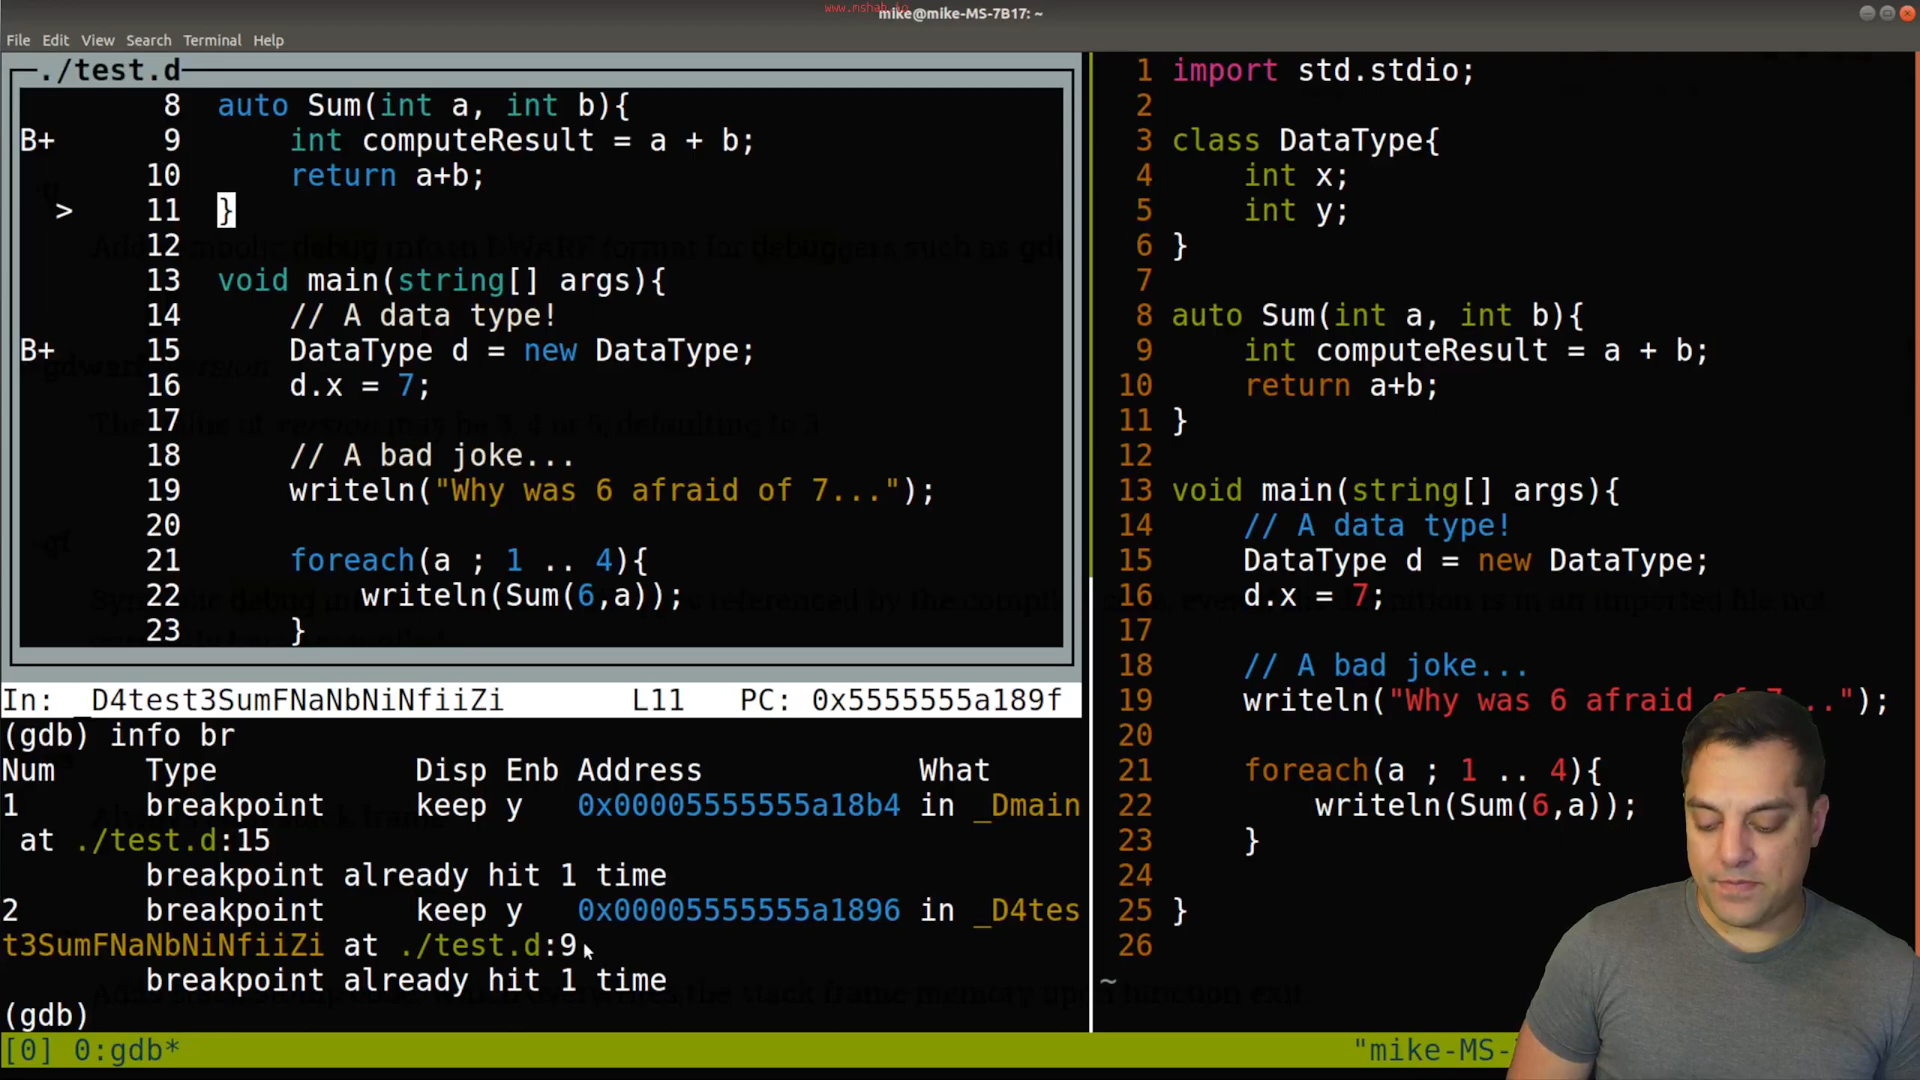 www.mshah.io
mike@mike-MS-7B17: ~
File Edit View Search Terminal Help
./test.d
8 auto Sum(int a, int b){
B+ 9 int computeResult = a + b;
10 return a+b;
> 11 }
12
13 void main(string[] args){
14 // A data type!
B+ 15 DataType d = new DataType;
16 d.x = 7;
17
18 // A bad joke...
19 writeln("Why was 6 afraid of 7...");
20
21 foreach(a ; 1 .. 4){
22 writeln(Sum(6,a));
23 }
In: _D4test3SumFNaNbNiNfiiZi L11 PC: 0x5555555a189f
(gdb) info br
Num Type Disp Enb Address What
1 breakpoint keep y 0x00005555555a18b4 in _Dmain
at ./test.d:15
breakpoint already hit 1 time
2 breakpoint keep y 0x00005555555a1896 in _D4tes
t3SumFNaNbNiNfiiZi at ./test.d:9
breakpoint already hit 1 time
(gdb)
[0] 0:gdb*
1 import std.stdio;
2
3 class DataType{
4 int x;
5 int y;
6 }
7
8 auto Sum(int a, int b){
9 int computeResult = a + b;
10 return a+b;
11 }
12
13 void main(string[] args){
14 // A data type!
15 DataType d = new DataType;
16 d.x = 7;
17
18 // A bad joke...
19 writeln("Why was 6 afraid of 7...");
20
21 foreach(a ; 1 .. 4){
22 writeln(Sum(6,a));
23 }
24
25 }
26
~
"mike-MS-